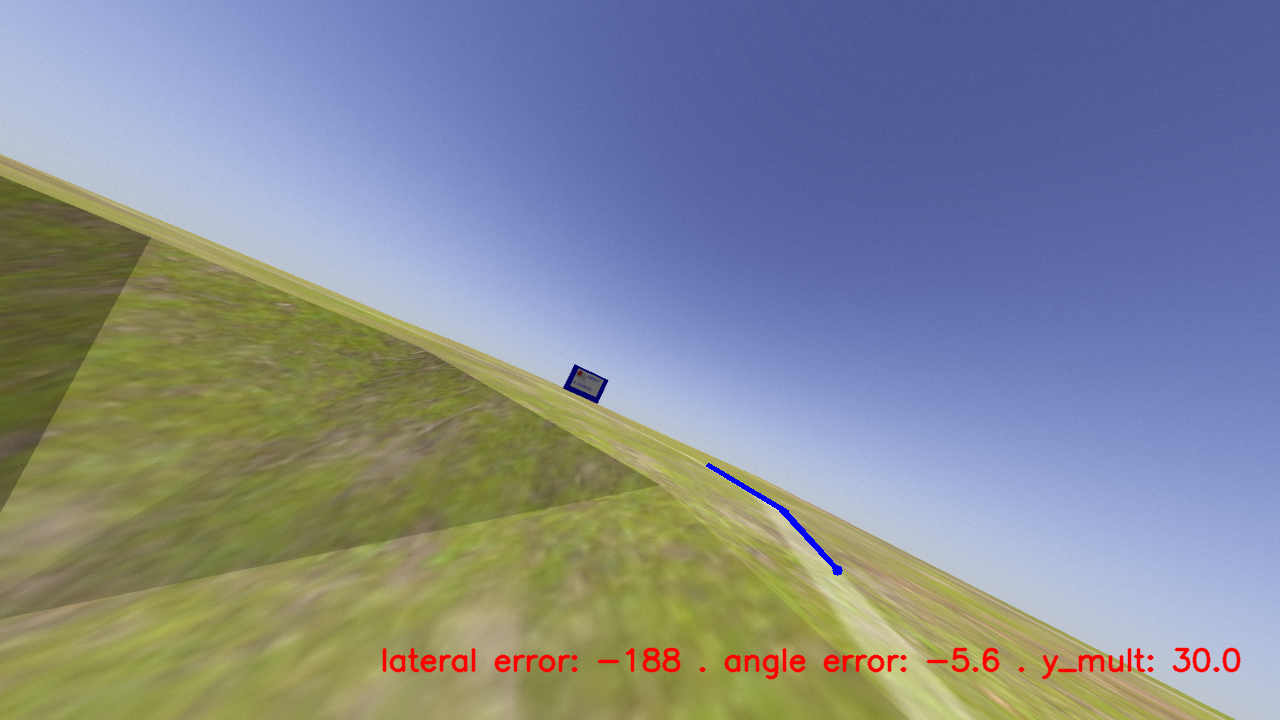 lateral error: -188 . angle error: -5.6 . y_mult: 30.0